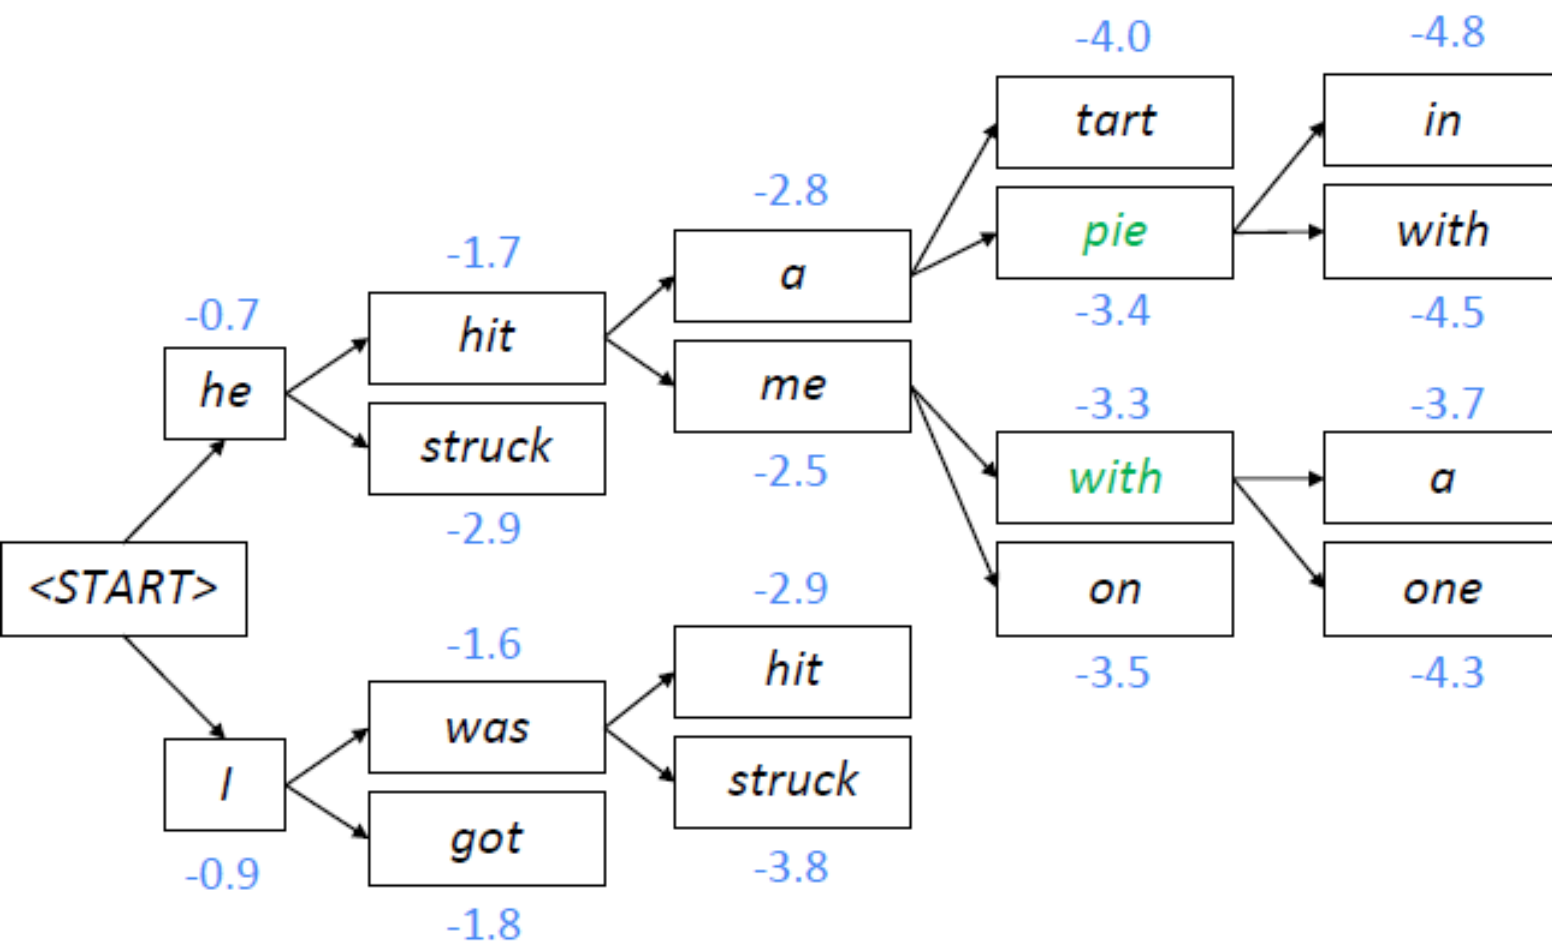 -4.0
-4.8
tart
in
-2.8
pie
with
-1.7
a
-3.4
-4.5
-0.7
hit
me
-3.3
-3.7
he
struck
-2.5
with
a
-2.9
<START>
-2.9
on
one
-1.6
hit
-3.5
-4.3
was
I
struck
got
-0.9
-3.8
-1.8